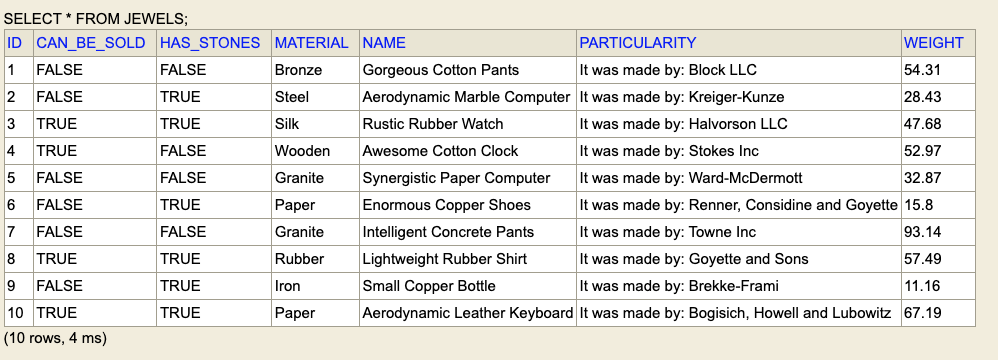 SELECT * FROM JEWELS;
ID CAN_BE_SOLD HAS_STONES MATERIAL NAME PARTICULARITY WEIGHT
1 FALSE FALSE Bronze Gorgeous Cotton Pants It was made by: Block LLC 54.31
2 FALSE TRUE Steel Aerodynamic Marble Computer It was made by: Kreiger-Kunze 28.43
3 TRUE TRUE Silk Rustic Rubber Watch It was made by: Halvorson LLC 47.68
4 TRUE FALSE Wooden Awesome Cotton Clock It was made by: Stokes Inc 52.97
5 FALSE FALSE Granite Synergistic Paper Computer It was made by: Ward-McDermott 32.87
6 FALSE TRUE Paper Enormous Copper Shoes It was made by: Renner, Considine and Goyette 15.8
7 FALSE FALSE Granite Intelligent Concrete Pants It was made by: Towne Inc 93.14
8 TRUE TRUE Rubber Lightweight Rubber Shirt It was made by: Goyette and Sons 57.49
9 FALSE TRUE Iron Small Copper Bottle It was made by: Brekke-Frami 11.16
10 TRUE TRUE Paper Aerodynamic Leather Keyboard It was made by: Bogisich, Howell and Lubowitz 67.19
(10 rows, 4 ms)